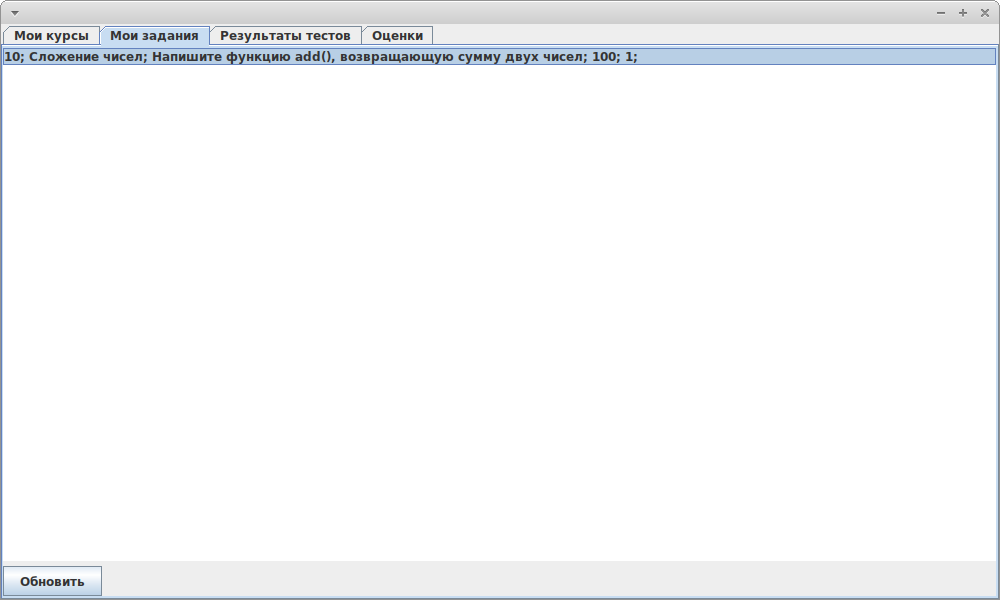 Мои курсы Мои задания Результаты тестов Оценки
10; Сложение чисел; Напишите функцию add(), возвращающую сумму двух чисел; 100; 1;
Обновить